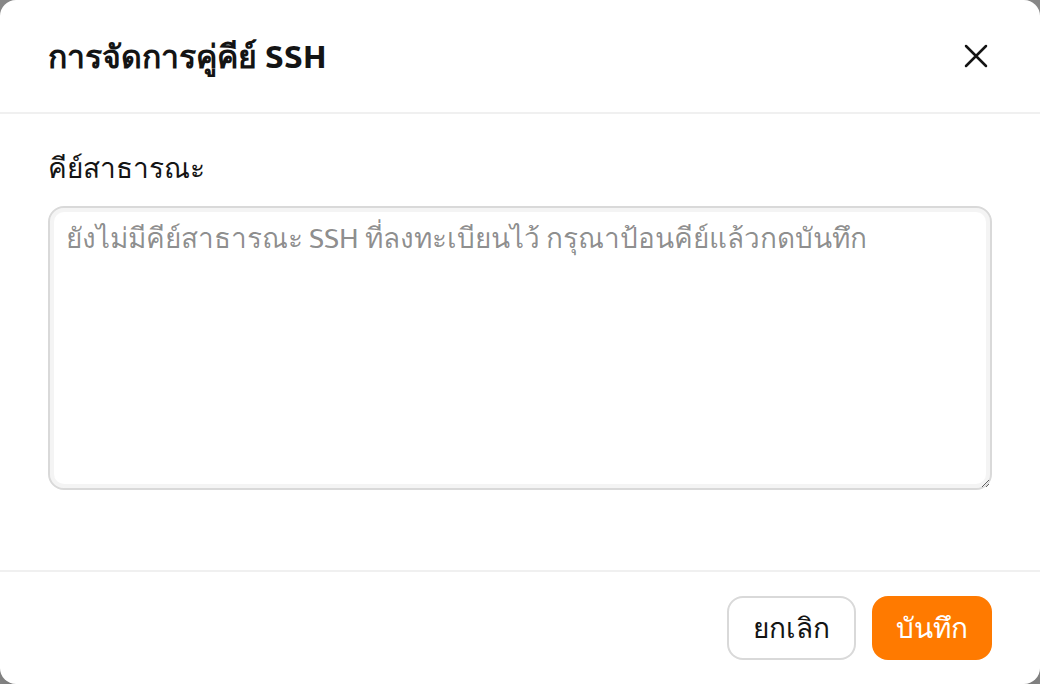 การจัดการคู่คีย์ SSH
คีย์สาธารณะ
ยังไม่มีคีย์สาธารณะ SSH ที่ลงทะเบียนไว้ กรุณาป้อนคีย์แล้วกดบันทึก
ยกเลิก
บันทึก